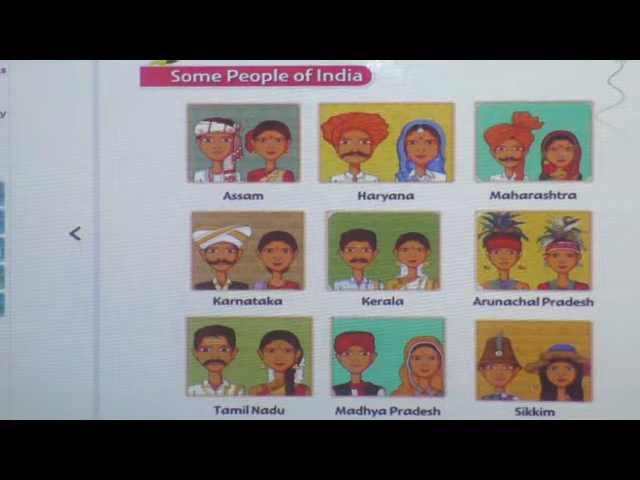 Some People of India
Assam
Haryana
Maharashtra
Karnataka
Kerala
Arunachal Pradesh
Tamil Nadu
Madhya Pradesh
Sikkim